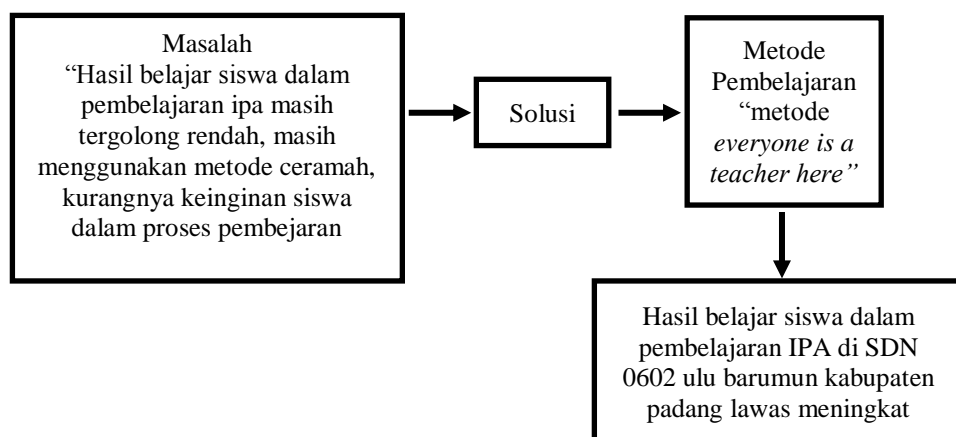 Masalah
“Hasil belajar siswa dalam
pembelajaran ipa masih
tergolong rendah, masih
menggunakan metode ceramah,
kurangnya keinginan siswa
dalam proses pembejaran
Solusi
Metode
Pembelajaran
“metode
everyone is a
teacher here”
Hasil belajar siswa dalam
pembelajaran IPA di SDN
0602 ulu barumun kabupaten
padang lawas meningkat